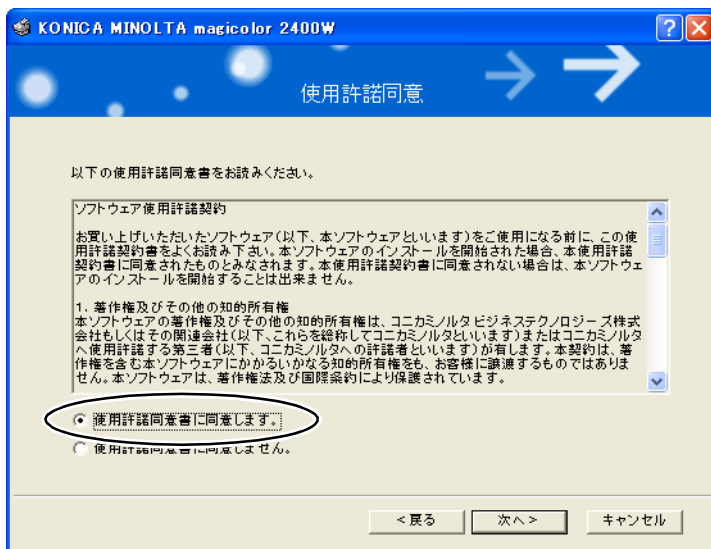 KONICA MINOLTA magicolor 2400W
使用許諾同意
以下の使用許諾同意書をお読みください。
ソフトウェア使用許諾契約
お買い上げいただいたソフトウェア(以下、本ソフトウェアといいます)をご使用になる前に、この使
用許諾契約書をよくお読み下さい。本ソフトウェアのインストールを開始された場合、本使用許諾
契約書に同意されたものとみなされます。本使用許諾契約書に同意されない場合は、本ソフトウェ
アのインストールを開始することは出来ません。
1. 著作権及びその他の知的所有権
本ソフトウェアの著作権及びその他の知的所有権は、コニカミノルタ ビジネステクノロジーズ株式
会社もしくはその関連会社(以下、これらを総称してコニカミノルタといいます)またはコニカミノルタ
へ使用許諾する第三者(以下、コニカミノルタへの許諾者といいます)が有します。本契約は、著
作権を含む本ソフトウェアにかかるいかなる知的所有権をも、お客様に譲渡するものではありま
せん。本ソフトウェアは、著作権法及び国際条約により保護されています。
使用許諾同意書に同意します。
使用許諾同意書に同意しません。
<戻る 次へ> キャンセル